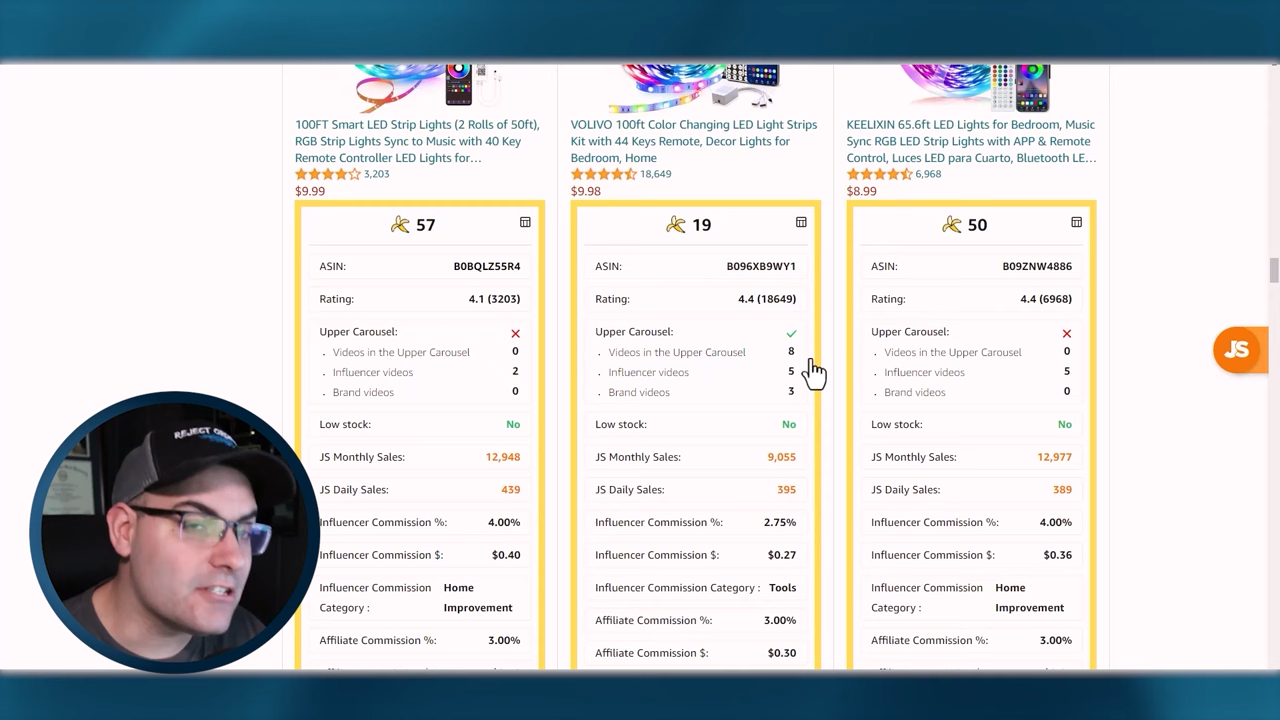 100FT Smart LED Strip Lights (2 Rolls of 50ft),
RGB Strip Lights Sync to Music with 40 Key
Remote Controller LED Lights for…
3,203
$9.99
57
ASIN: B0BQLZ55R4
Rating: 4.1 (3203)
Upper Carousel:
Videos in the Upper Carousel 0
Influencer videos 2
Brand videos 0
Low stock: No
JS Monthly Sales: 12,948
JS Daily Sales: 439
Influencer Commission %: 4.00%
Influencer Commission $: $0.40
Influencer Commission Home
Category : Improvement
Affiliate Commission %: 3.00%
VOLIVO 100ft Color Changing LED Light Strips
Kit with 44 Keys Remote, Decor Lights for
Bedroom, Home
18,649
$9.98
19
ASIN: B096XB9WY1
Rating: 4.4 (18649)
Upper Carousel:
Videos in the Upper Carousel 8
Influencer videos 5
Brand videos 3
Low stock: No
JS Monthly Sales: 9,055
JS Daily Sales: 395
Influencer Commission %: 2.75%
Influencer Commission $: $0.27
Influencer Commission Category : Tools
Affiliate Commission %: 3.00%
Affiliate Commission $: $0.30
KEELIXIN 65.6ft LED Lights for Bedroom, Music
Sync RGB LED Strip Lights with APP & Remote
Control, Luces LED para Cuarto, Bluetooth LE…
6,968
$8.99
50
ASIN: B09ZNW4886
Rating: 4.4 (6968)
Upper Carousel:
Videos in the Upper Carousel 0
Influencer videos 5
Brand videos 0
Low stock: No
JS Monthly Sales: 12,977
JS Daily Sales: 389
Influencer Commission %: 4.00%
Influencer Commission $: $0.36
Influencer Commission Home
Category : Improvement
Affiliate Commission %: 3.00%
JS
REJECT